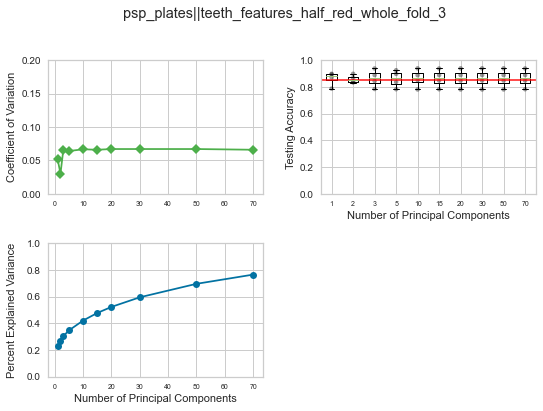 psp_plates||teeth_features_half_red_whole_fold_3
Coefficient of Variation
0.20
0.15
0.10
0.05
0.00
0 10 20 30 40 50 60 70
Testing Accuracy
1.0
0.8
0.6
0.4
0.2
0.0
1 2 3 5 10 15 20 30 50 70
Number of Principal Components
Percent Explained Variance
1.0
0.8
0.6
0.4
0.2
0.0
0 10 20 30 40 50 60 70
Number of Principal Components